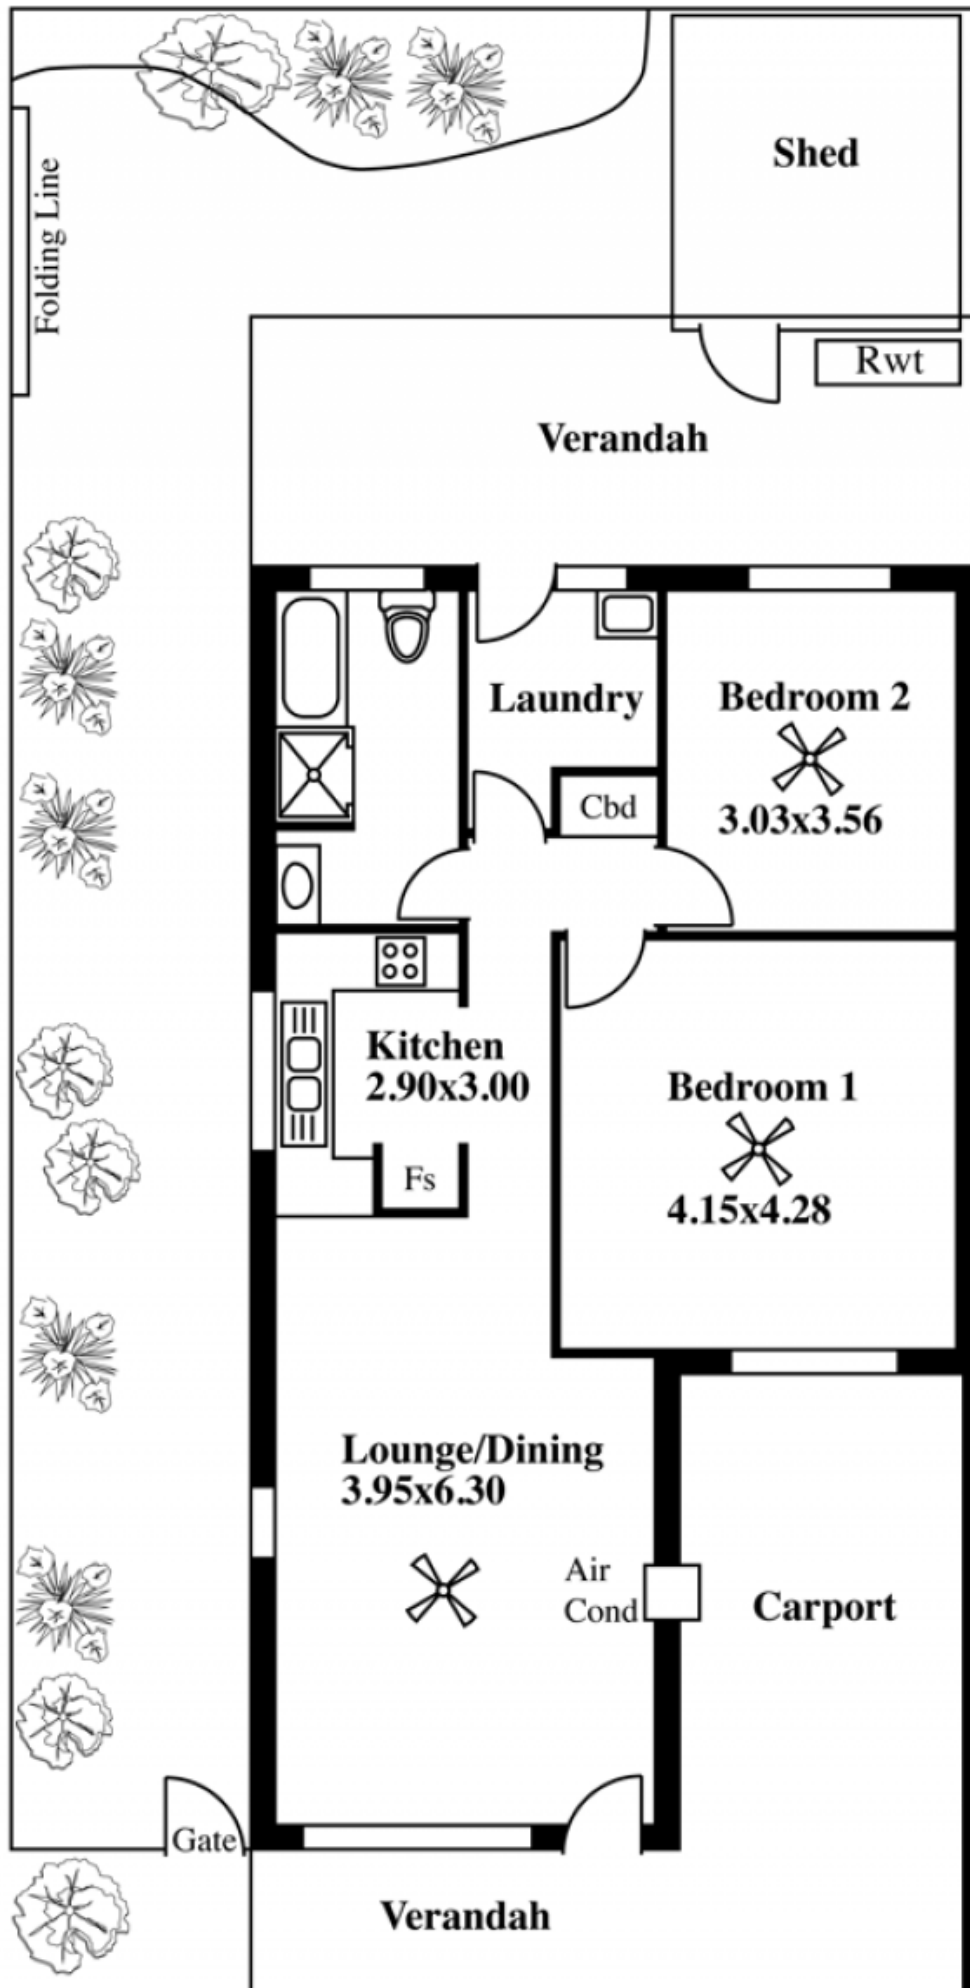 Shed
Folding Line
Rwt
Verandah
Laundry
Bedroom 2
3.03x3.56
Cbd
Kitchen
2.90x3.00
Bedroom 1
4.15x4.28
Fs
Lounge/Dining
3.95x6.30
Air
Cond
Carport
Gate
Verandah